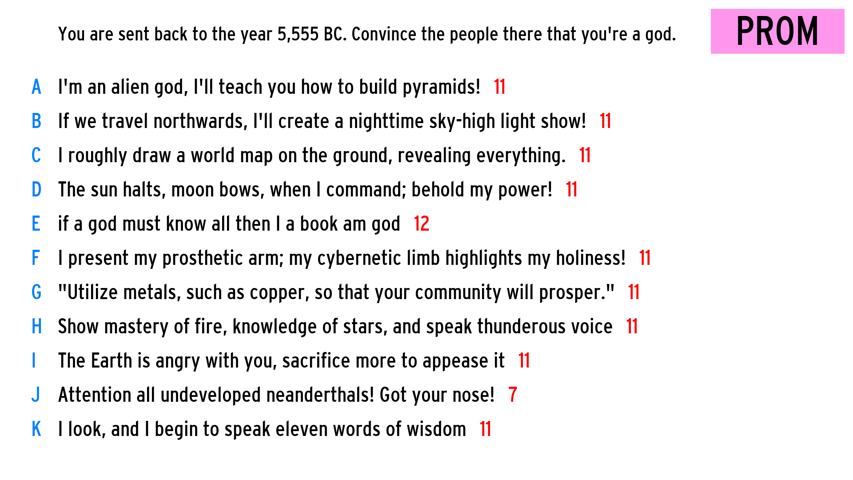 You are sent back to the year 5,555 BC. Convince the people there that you're a god.
PROM
A I'm an alien god, I'll teach you how to build pyramids! 11
B If we travel northwards, I'll create a nighttime sky-high light show! 11
C I roughly draw a world map on the ground, revealing everything. 11
D The sun halts, moon bows, when I command; behold my power! 11
E if a god must know all then I a book am god 12
F I present my prosthetic arm; my cybernetic limb highlights my holiness! 11
G "Utilize metals, such as copper, so that your community will prosper." 11
H Show mastery of fire, knowledge of stars, and speak thunderous voice 11
I The Earth is angry with you, sacrifice more to appease it 11
J Attention all undeveloped neanderthals! Got your nose! 7
K I look, and I begin to speak eleven words of wisdom 11